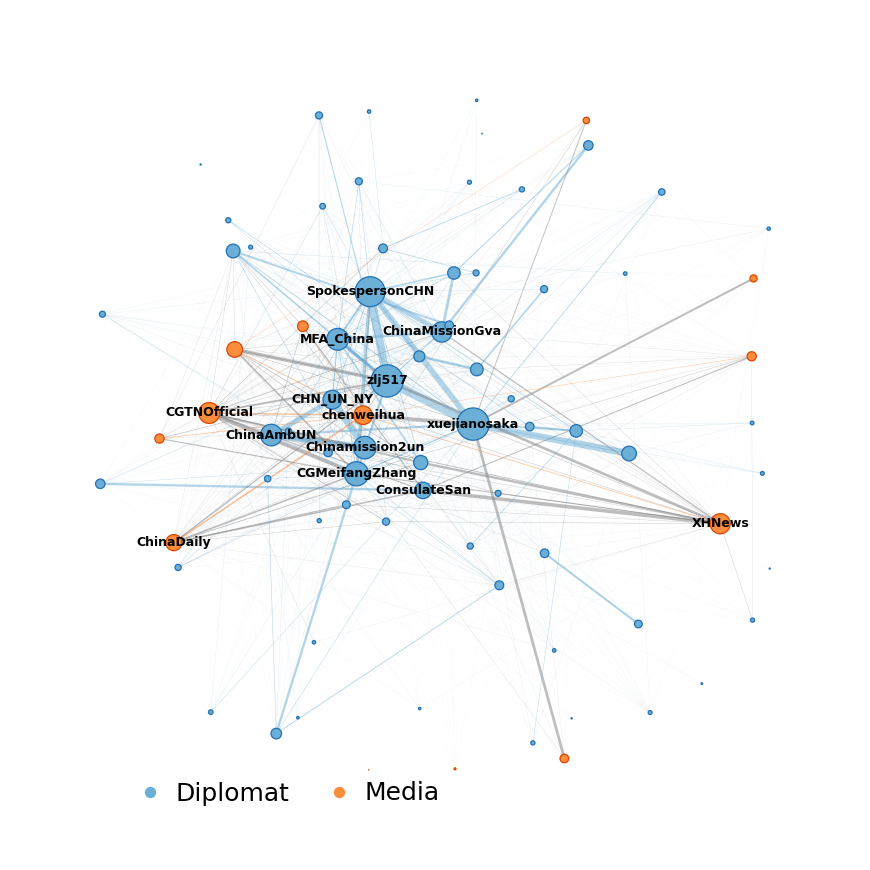 SpokespersonCHN
ChinaMissionGva
MFA_China
zlj517
CHN_UN_NY
CGTNOfficial
chenweihua
xuejianosaka
ChinaAmbUN
Chinamission2un
CGMeifangZhang
ConsulateSan
XHNews
ChinaDaily
Diplomat Media